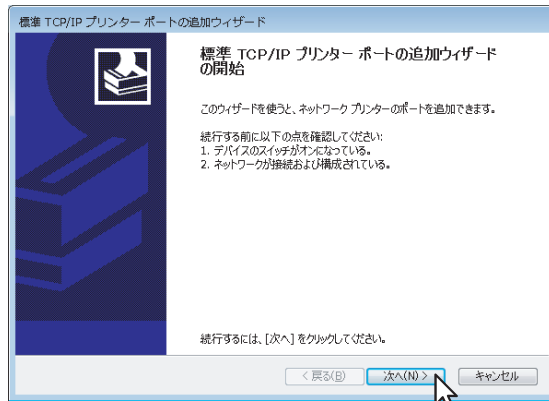 標準 TCP/IP プリンター ポートの追加ウィザード
標準 TCP/IP プリンター ポートの追加ウィザード
の開始
このウィザードを使うと、ネットワーク プリンターのポートを追加できます。
続行する前に以下の点を確認してください:
1. デバイスのスイッチがオンになっている。
2. ネットワークが接続および構成されている。
続行するには、[次へ] をクリックしてください。
< 戻る(B) 次へ(N) > キャンセル